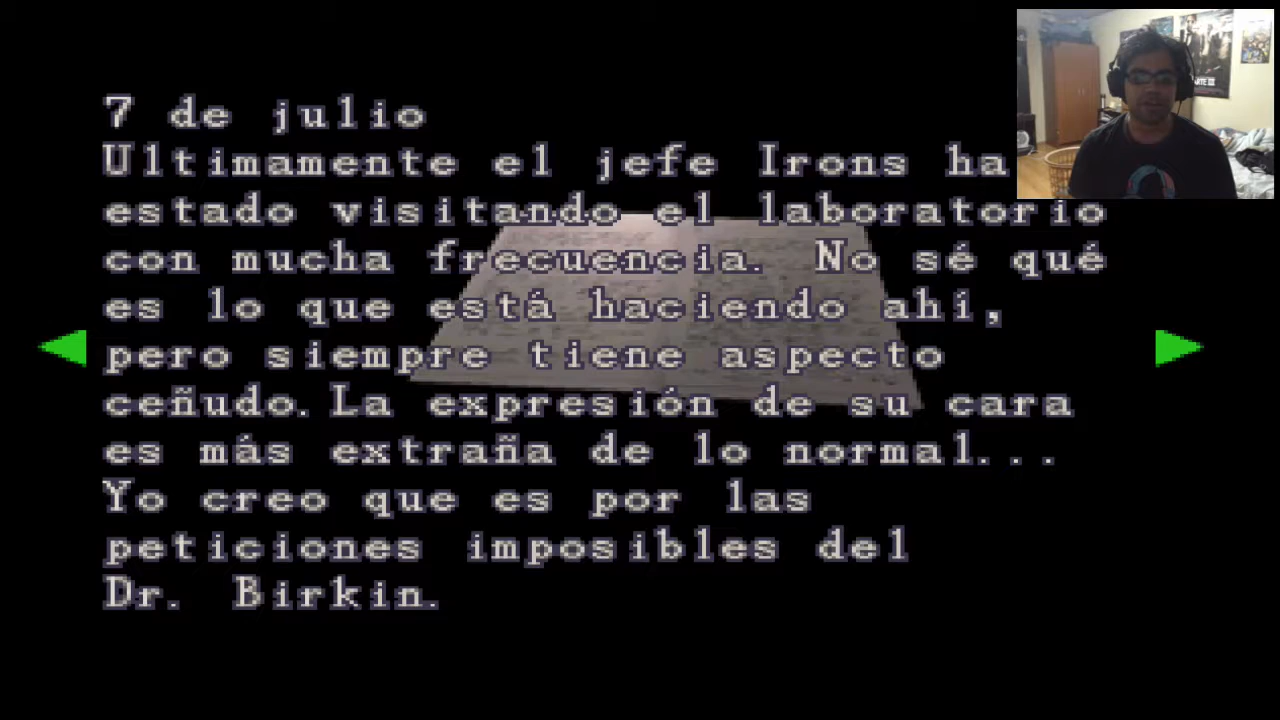 7 de julio
Ultimamente el jefe Irons ha
estado visitando el laboratorio
con mucha frecuencia. No sé qué
es lo que está haciendo ahi,
pero siempre tiene aspecto
ceñudo. La expresión de su cara
es más extraña de lo normal...
Yo creo que es por las
peticiones imposibles del
Dr. Birkin.